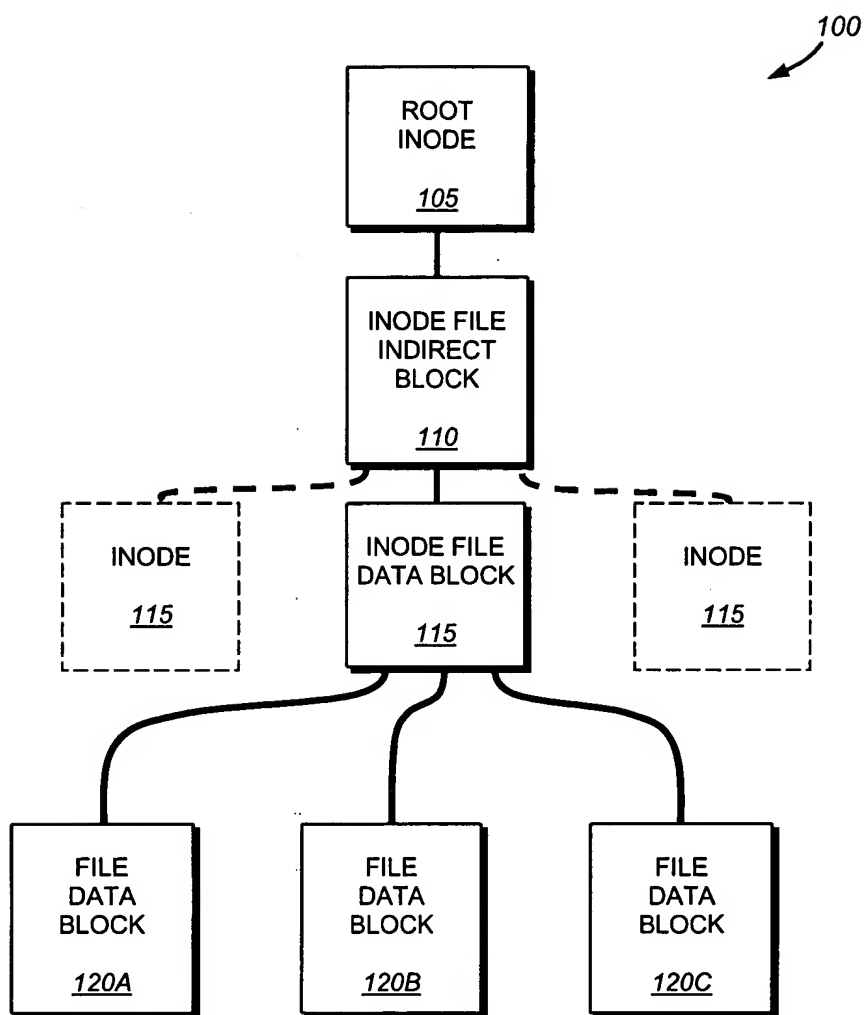 100
ROOT
INODE
105
INODE FILE
INDIRECT
BLOCK
110
INODE
115
INODE FILE
DATA BLOCK
115
INODE
115
FILE
DATA
BLOCK
120A
FILE
DATA
BLOCK
120B
FILE
DATA
BLOCK
120C